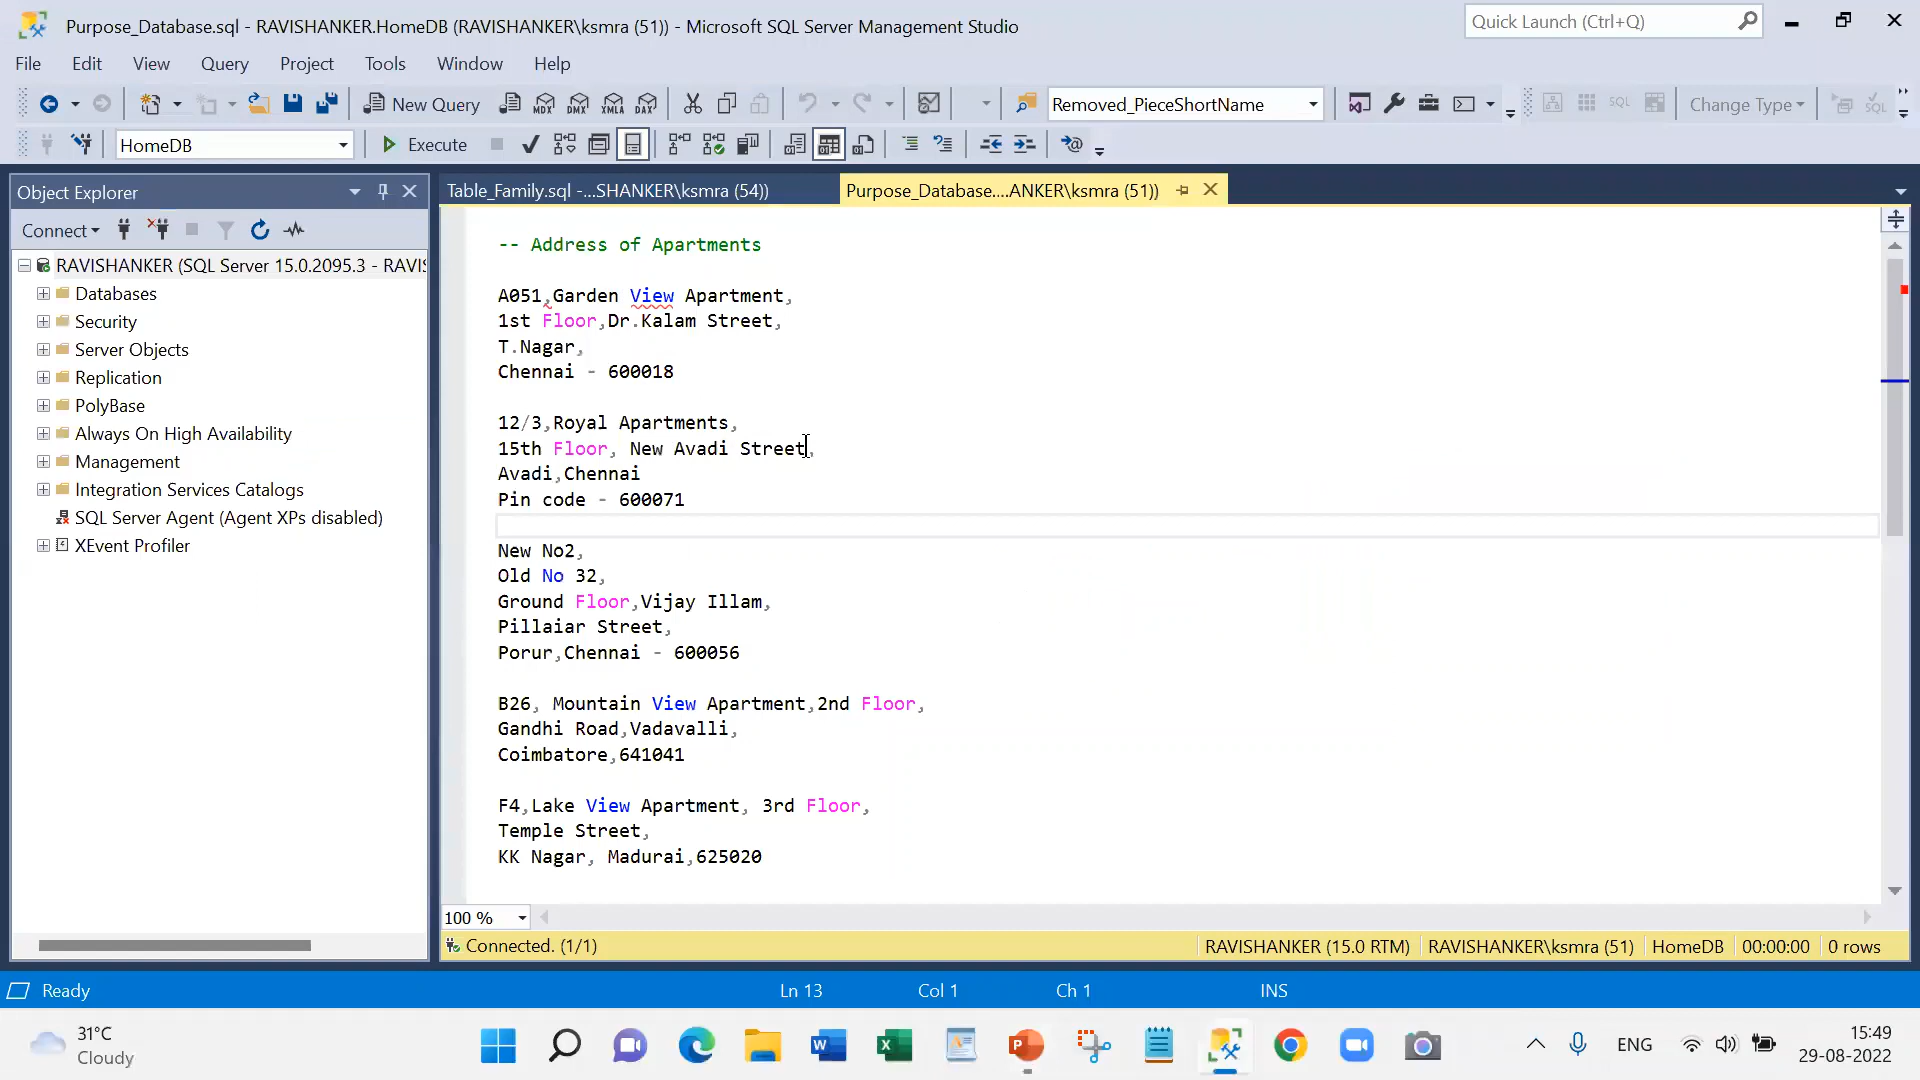 Purpose_Database.sql - RAVISHANKER.HomeDB (RAVISHANKER\ksmra (51)) - Microsoft SQL Server Management Studio
Quick Launch (Ctrl+Q)
File Edit View Query Project Tools Window Help
New Query MDX DMX XMLA DAX Removed_PieceShortName SQL Change Type SQL
HomeDB Execute
Object Explorer
Table_Family.sql -...SHANKER\ksmra (54))
Purpose_Database....ANKER\ksmra (51))
Connect
RAVISHANKER (SQL Server 15.0.2095.3 - RAVIS
Databases
Security
Server Objects
Replication
PolyBase
Always On High Availability
Management
Integration Services Catalogs
SQL Server Agent (Agent XPs disabled)
XEvent Profiler
-- Address of Apartments
A051,Garden View Apartment,
1st Floor,Dr.Kalam Street,
T.Nagar,
Chennai - 600018
12/3,Royal Apartments,
15th Floor, New Avadi Street,
Avadi,Chennai
Pin code - 600071
New No2,
Old No 32,
Ground Floor,Vijay Illam,
Pillaiar Street,
Porur,Chennai - 600056
B26, Mountain View Apartment,2nd Floor,
Gandhi Road,Vadavalli,
Coimbatore,641041
F4,Lake View Apartment, 3rd Floor,
Temple Street,
KK Nagar, Madurai,625020
100 %
Connected. (1/1)
RAVISHANKER (15.0 RTM) RAVISHANKER\ksmra (51) HomeDB 00:00:00 0 rows
Ready Ln 13 Col 1 Ch 1 INS
31°C
Cloudy
ENG
15:49
29-08-2022